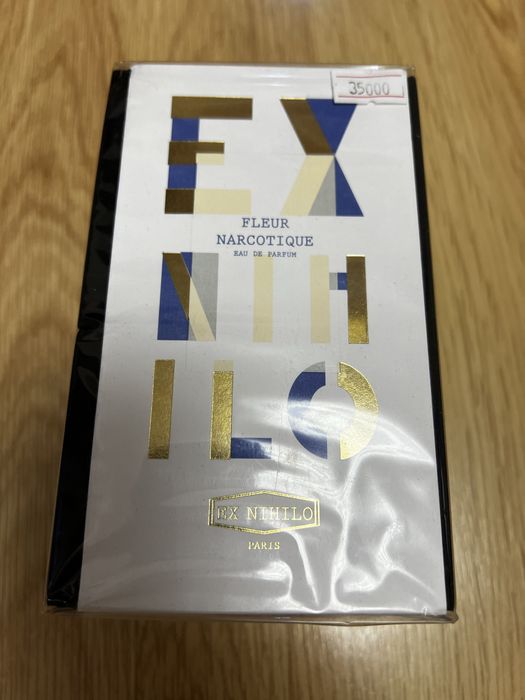 35000
EX
FLEUR
NARCOTIQUE
EAU DE PARFUM
NIH
ILO
EX NIHILO
PARIS